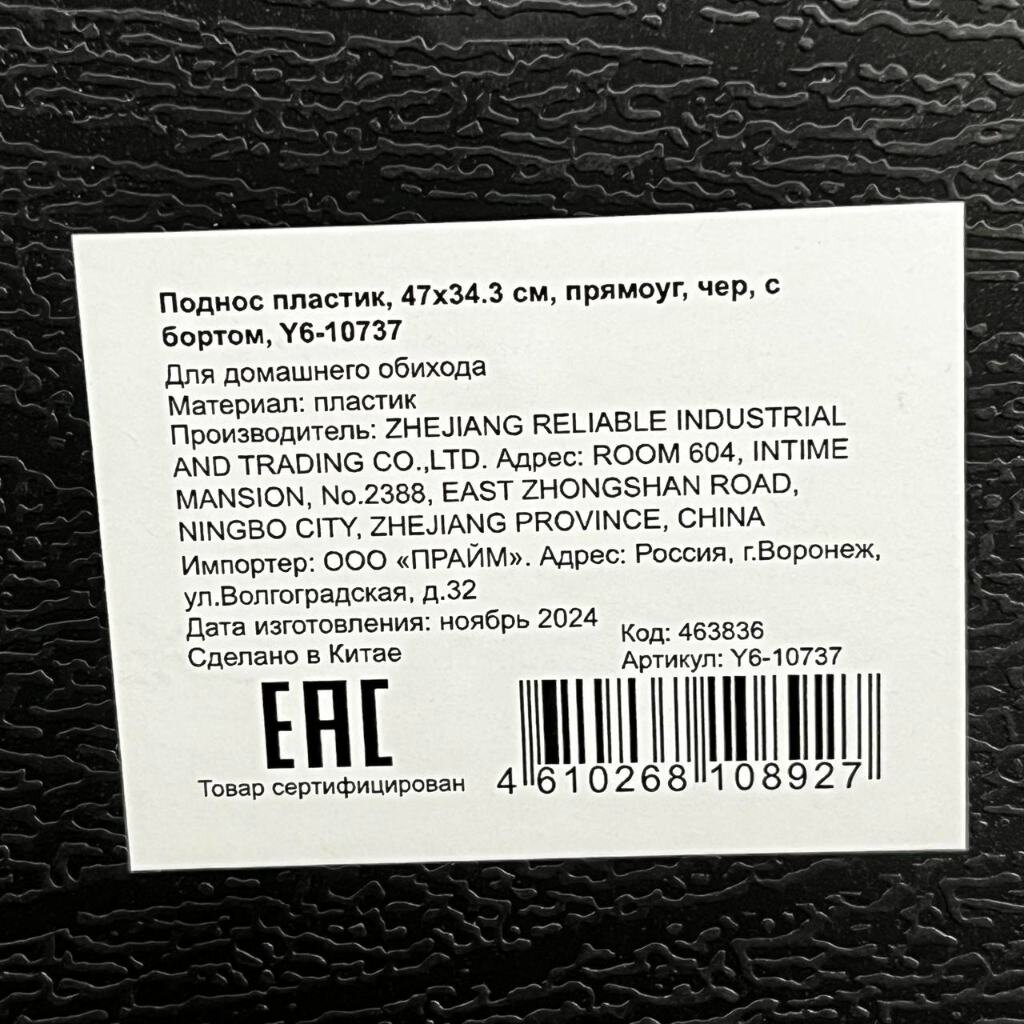 Поднос пластик, 47х34.3 см, прямоуг, чер, с
бортом, Y6-10737
Для домашнего обихода
Материал: пластик
Производитель: ZHEJIANG RELIABLE INDUSTRIAL
AND TRADING CO.,LTD. Адрес: ROOM 604, INTIME
MANSION, No.2388, EAST ZHONGSHAN ROAD,
NINGBO CITY, ZHEJIANG PROVINCE, CHINA
Импортер: ООО «ПРАЙМ». Адрес: Россия, г.Воронеж,
ул.Волгоградская, д.32
Дата изготовления: ноябрь 2024
Сделано в Китае
Код: 463836
Артикул: Y6-10737
EAC
Товар сертифицирован
4 610268 108927